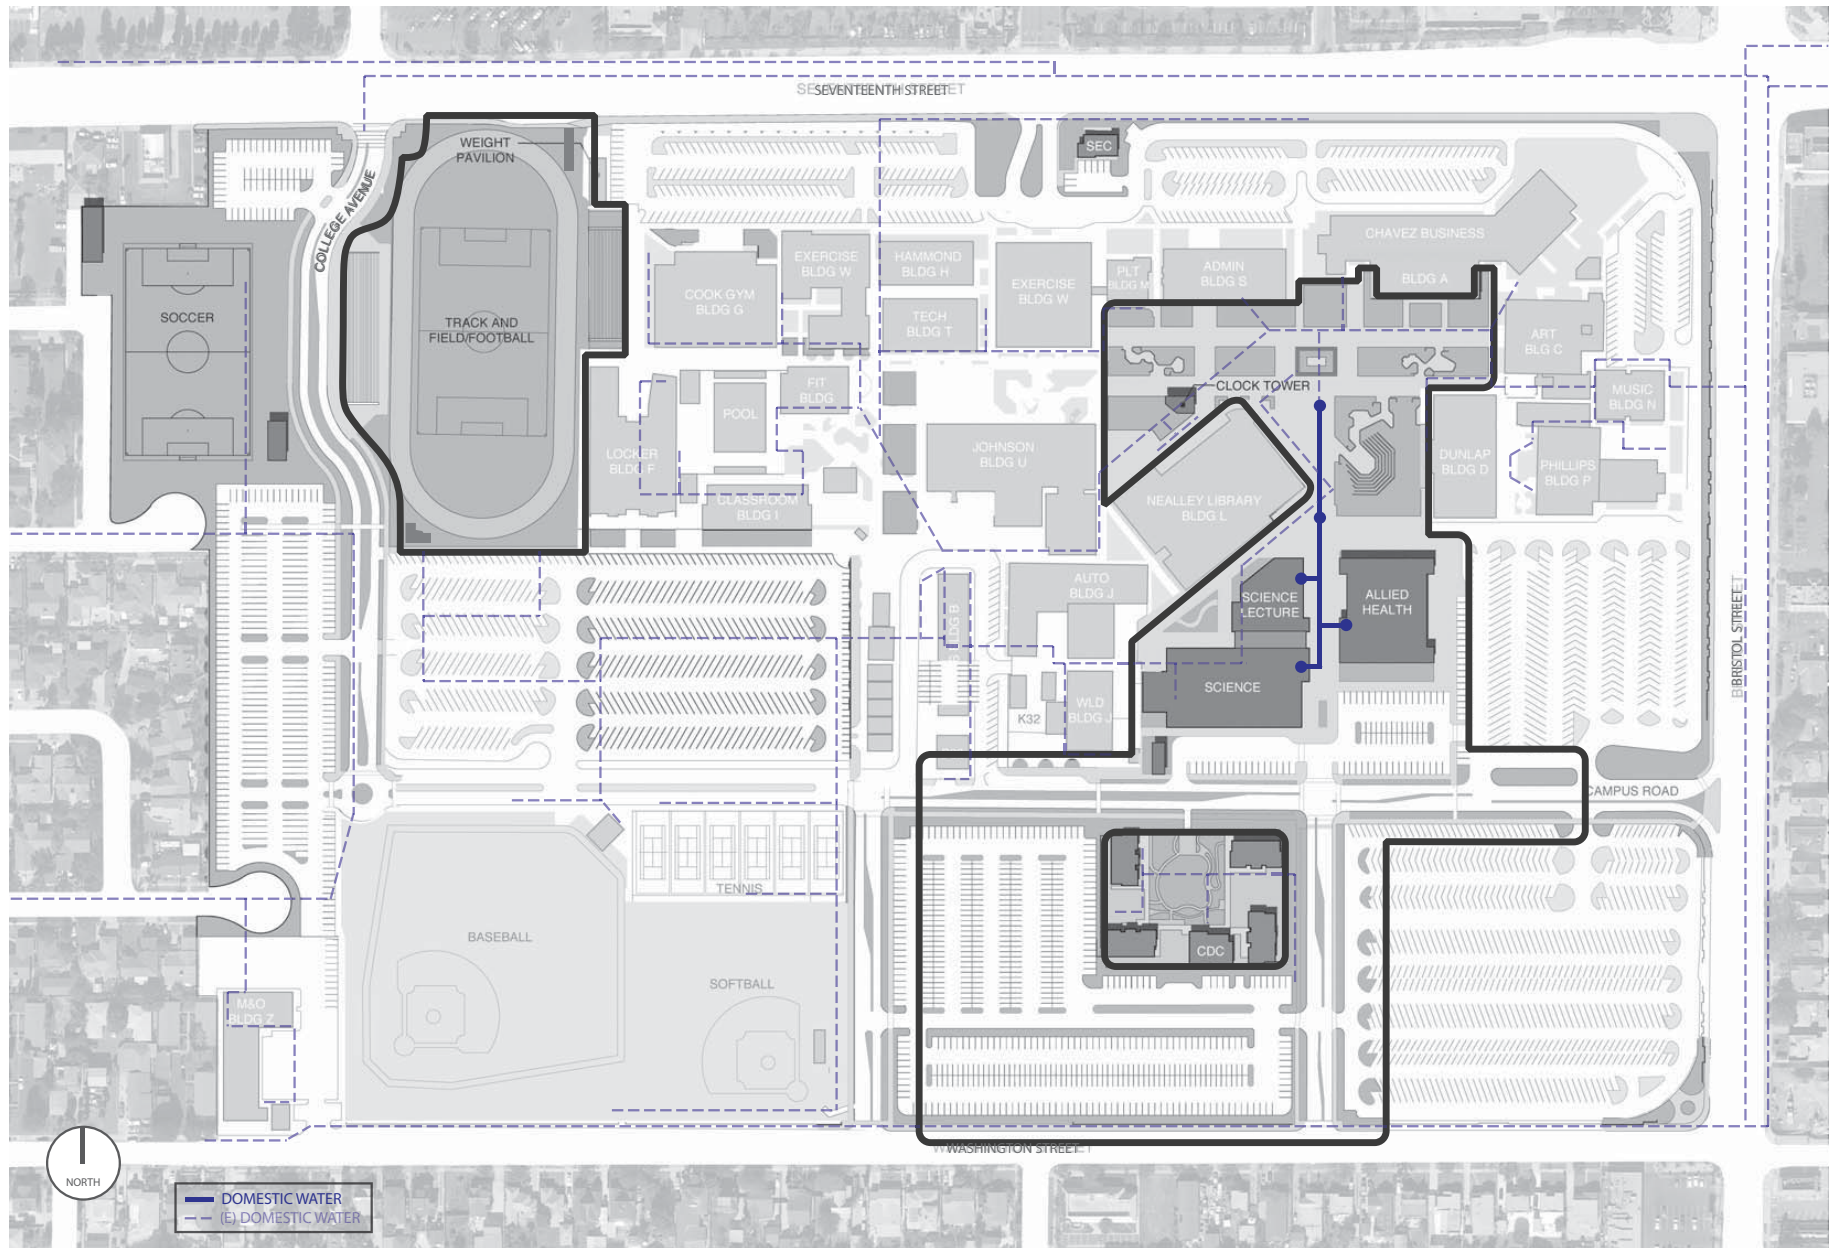 SEVENTEENTH STREET
WEIGHT
PAVILION
SEC
COLLEGE AVENUE
CHAVEZ BUSINESS
BLDG A
EXERCISE
BLDG W
HAMMOND
BLDG H
EXERCISE
BLDG W
PLT
BLDG M
ADMIN
BLDG S
COOK GYM
BLDG G
SOCCER
TRACK AND
FIELD/FOOTBALL
TECH
BLDG T
ART
BLG C
FIT
BLDG
CLOCK TOWER
MUSIC
BLDG N
POOL
LOCKER
BLDG F
JOHNSON
BLDG U
DUNLAP
BLDG D
PHILLIPS
BLDG P
CLASSROOM
BLDG I
NEALLEY LIBRARY
BLDG L
AUTO
BLDG J
SCIENCE
LECTURE
ALLIED
HEALTH
BLDG B
BRISTOL STREET
SCIENCE
K32
WLD
BLDG J
CAMPUS ROAD
TENNIS
BASEBALL
CDC
SOFTBALL
M&O
BLDG Z
WASHINGTON STREET
NORTH
DOMESTIC WATER
(E) DOMESTIC WATER